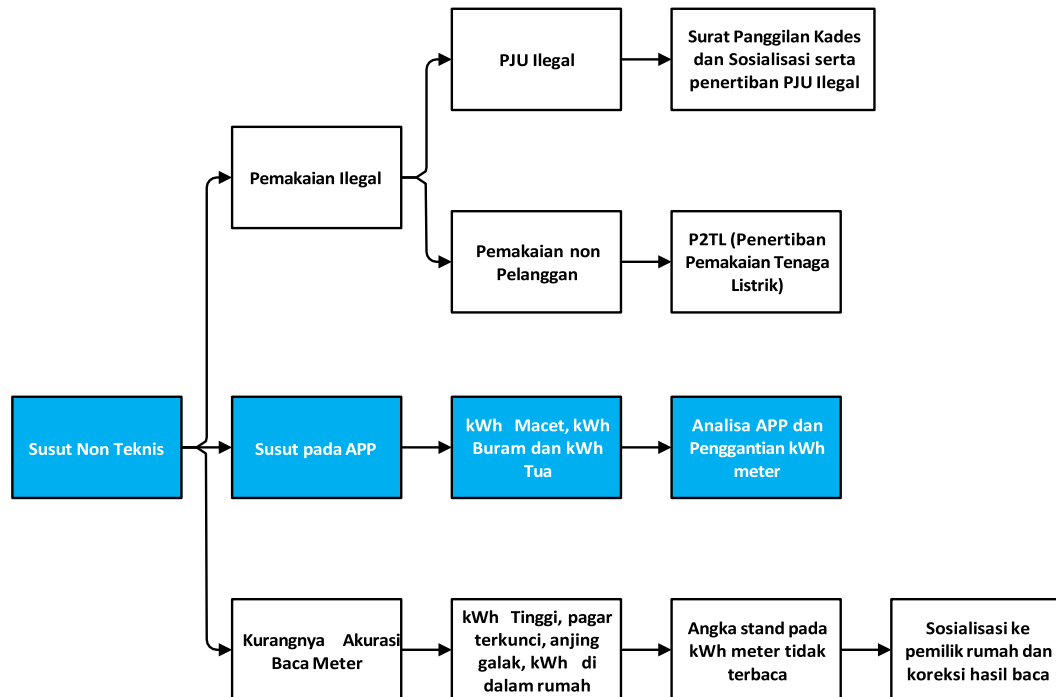 PJU Ilegal
Surat Panggilan Kades
dan Sosialisasi serta
penertiban PJU Ilegal
Pemakaian Ilegal
Pemakaian non
Pelanggan
P2TL (Penertiban
Pemakaian Tenaga
Listrik)
Susut Non Teknis
Susut pada APP
kWh Macet, kWh
Buram dan kWh
Tua
Analisa APP dan
Penggantian kWh
meter
Kurangnya Akurasi
Baca Meter
kWh Tinggi, pagar
terkunci, anjing
galak, kWh di
dalam rumah
Angka stand pada
kWh meter tidak
terbaca
Sosialisasi ke
pemilik rumah dan
koreksi hasil baca